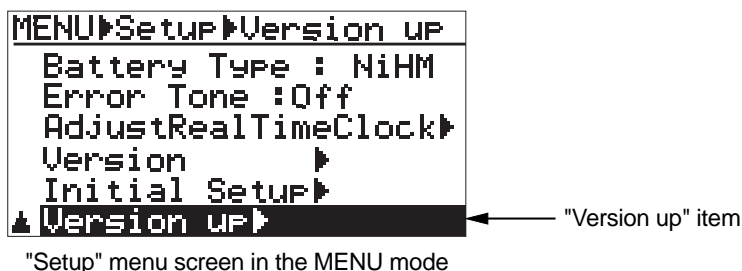 MENU▶Setup▶Version up
Battery Type : NiHM
Error Tone :Off
AdjustRealTimeClock▶
Version ▶
Initial Setup▶
▲ Version up▶
"Version up" item
"Setup" menu screen in the MENU mode